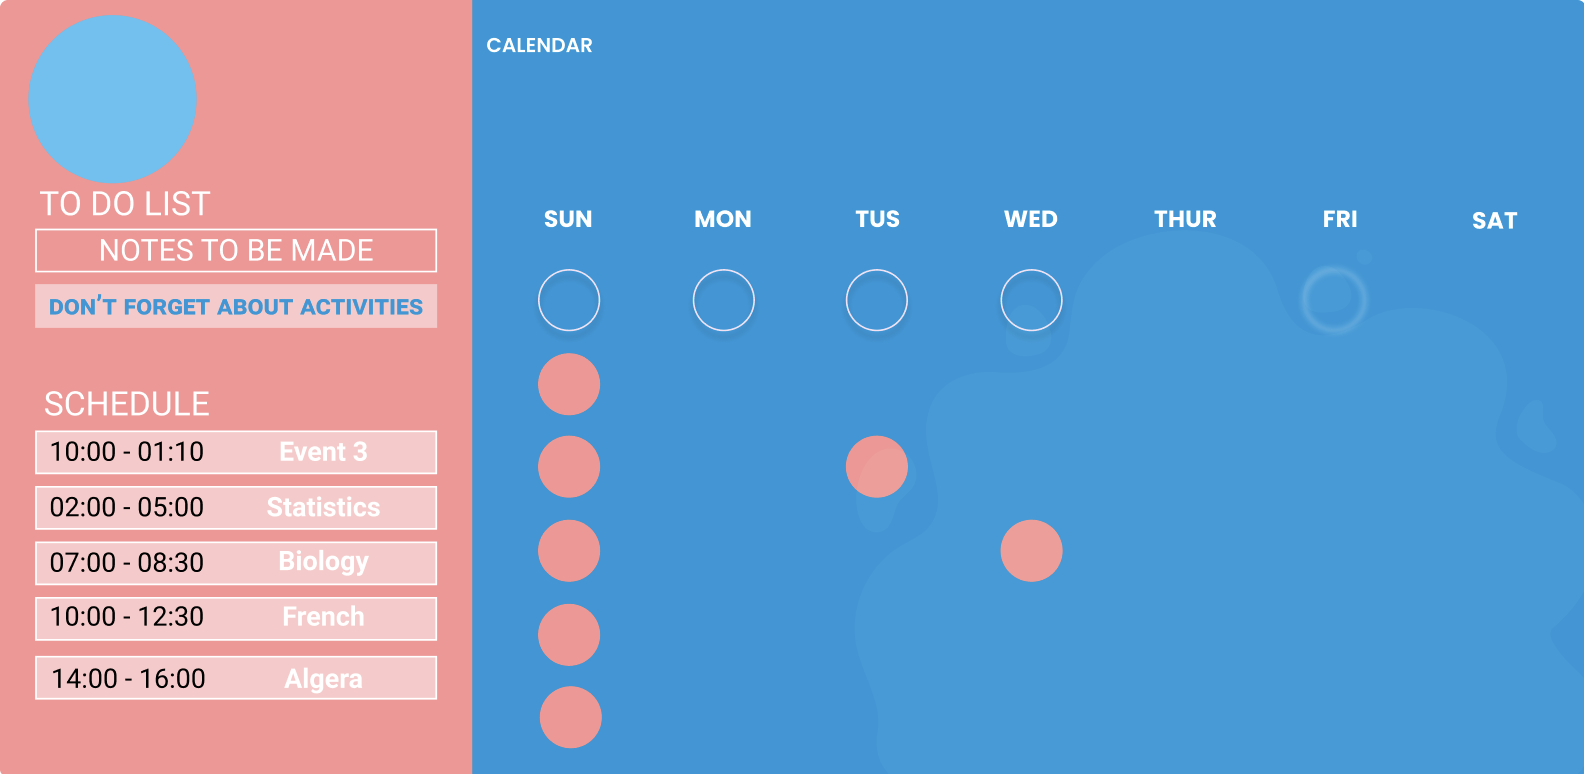 CALENDAR
TO DO LIST
NOTES TO BE MADE
DON’T FORGET ABOUT ACTIVITIES
SCHEDULE
10:00 - 01:10 Event 3
02:00 - 05:00 Statistics
07:00 - 08:30 Biology
10:00 - 12:30 French
14:00 - 16:00 Algera
SUN MON TUS WED THUR FRI SAT